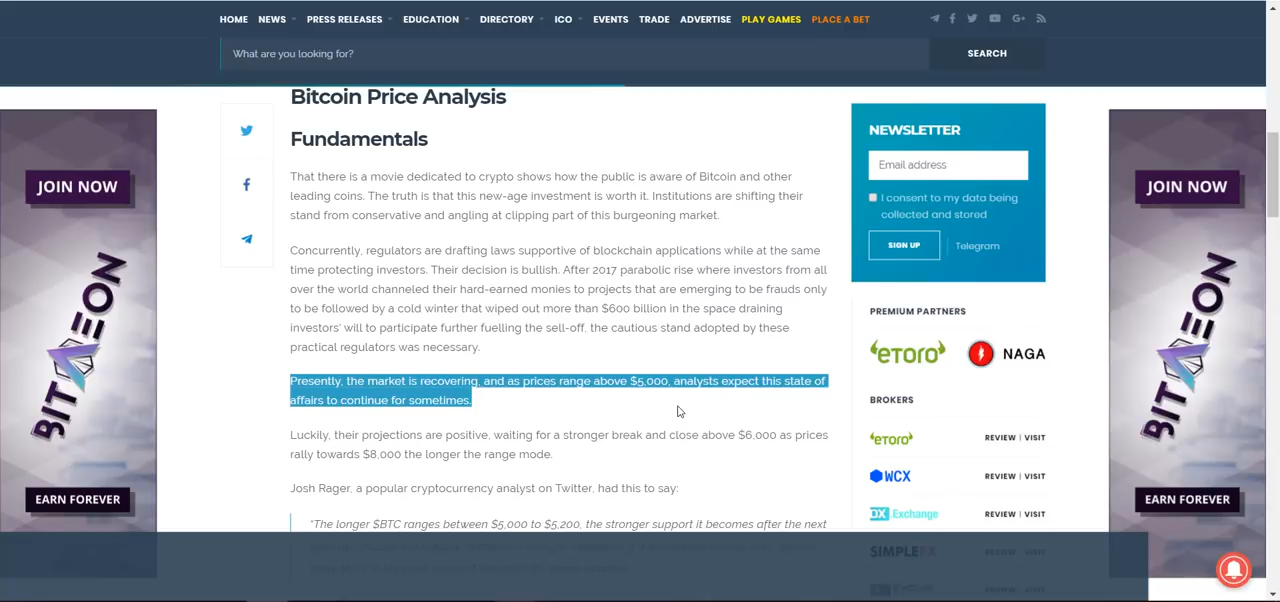 HOME NEWS PRESS RELEASES EDUCATION DIRECTORY ICO EVENTS TRADE ADVERTISE PLAY GAMES PLACE A BET
What are you looking for?
SEARCH
Bitcoin Price Analysis
Fundamentals
That there is a movie dedicated to crypto shows how the public is aware of Bitcoin and other
leading coins. The truth is that this new-age investment is worth it. Institutions are shifting their
stand from conservative and angling at clipping part of this burgeoning market.
Concurrently, regulators are drafting laws supportive of blockchain applications while at the same
time protecting investors. Their decision is bullish. After 2017 parabolic rise where investors from all
over the world channeled their hard-earned monies to projects that are emerging to be frauds only
to be followed by a cold winter that wiped out more than $600 billion in the space draining
investors' will to participate further fuelling the sell-off, the cautious stand adopted by these
practical regulators was necessary.
Presently, the market is recovering, and as prices range above $5,000, analysts expect this state of
affairs to continue for sometimes.
Luckily, their projections are positive, waiting for a stronger break and close above $6,000 as prices
rally towards $8,000 the longer the range mode.
Josh Rager, a popular cryptocurrency analyst on Twitter, had this to say:
"The longer $BTC ranges between $5,000 to $5,200, the stronger support it becomes after the next
NEWSLETTER
Email address
I consent to my data being
collected and stored
SIGN UP
Telegram
PREMIUM PARTNERS
etoro
NAGA
BROKERS
etoro REVIEW | VISIT
WCX REVIEW | VISIT
DX.Exchange REVIEW | VISIT
SIMPLEFX REVIEW | VISIT
JOIN NOW
BITAEON
EARN FOREVER
JOIN NOW
BITAEON
EARN FOREVER